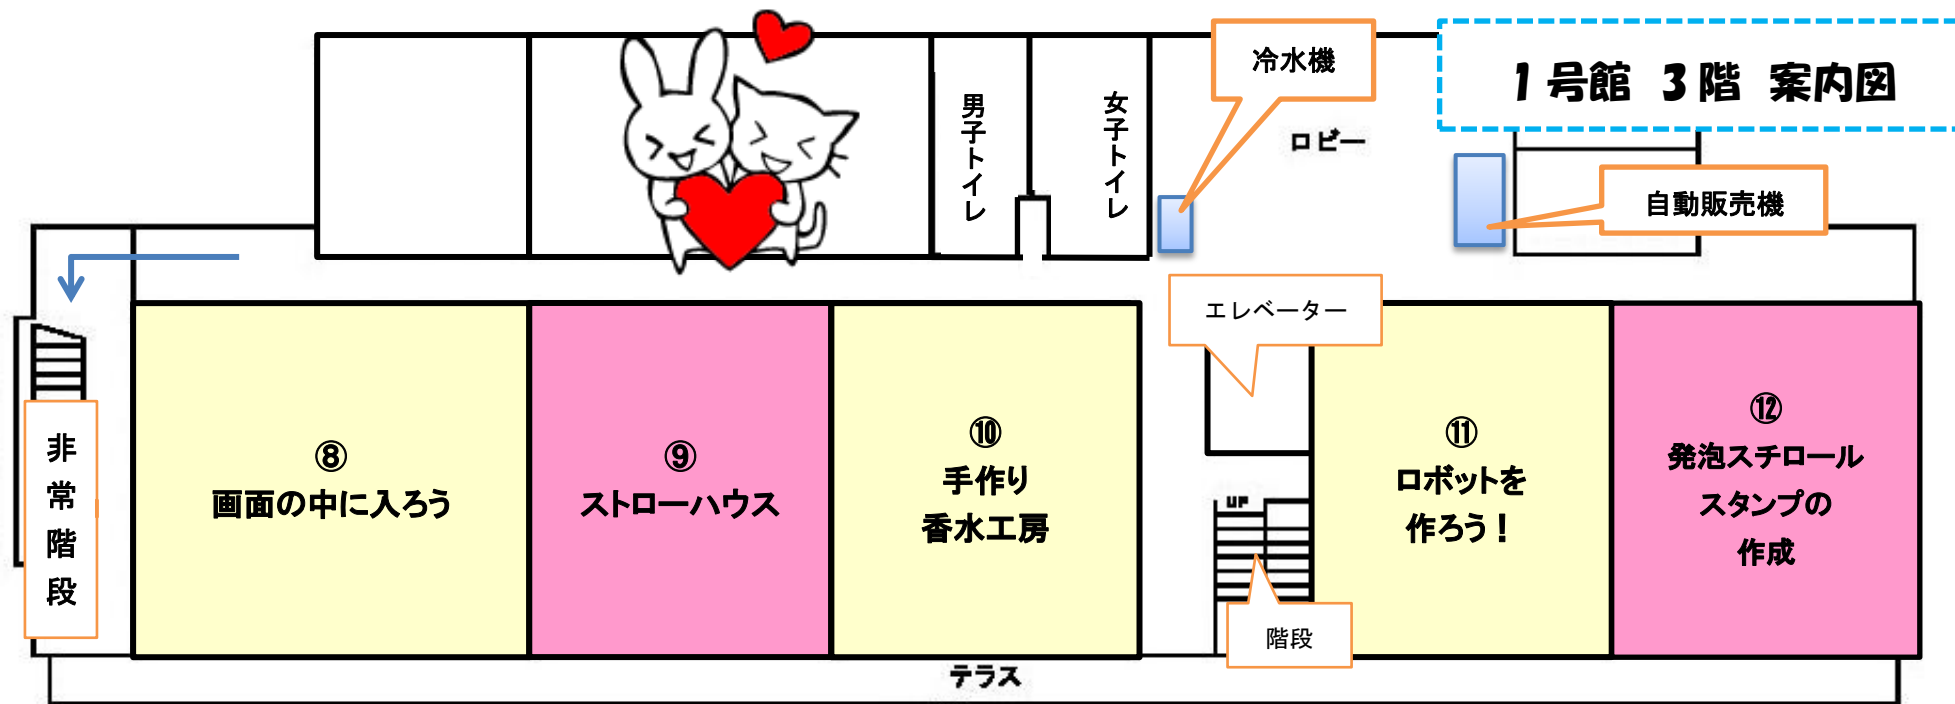 1号館 3階 案内図
冷水機
ロビー
男子トイレ
女子トイレ
自動販売機
エレベーター
非常階段
⑧
画面の中に入ろう
⑨
ストローハウス
⑩
手作り
香水工房
UP
階段
⑪
ロボットを
作ろう！
⑫
発泡スチロール
スタンプの
作成
テラス